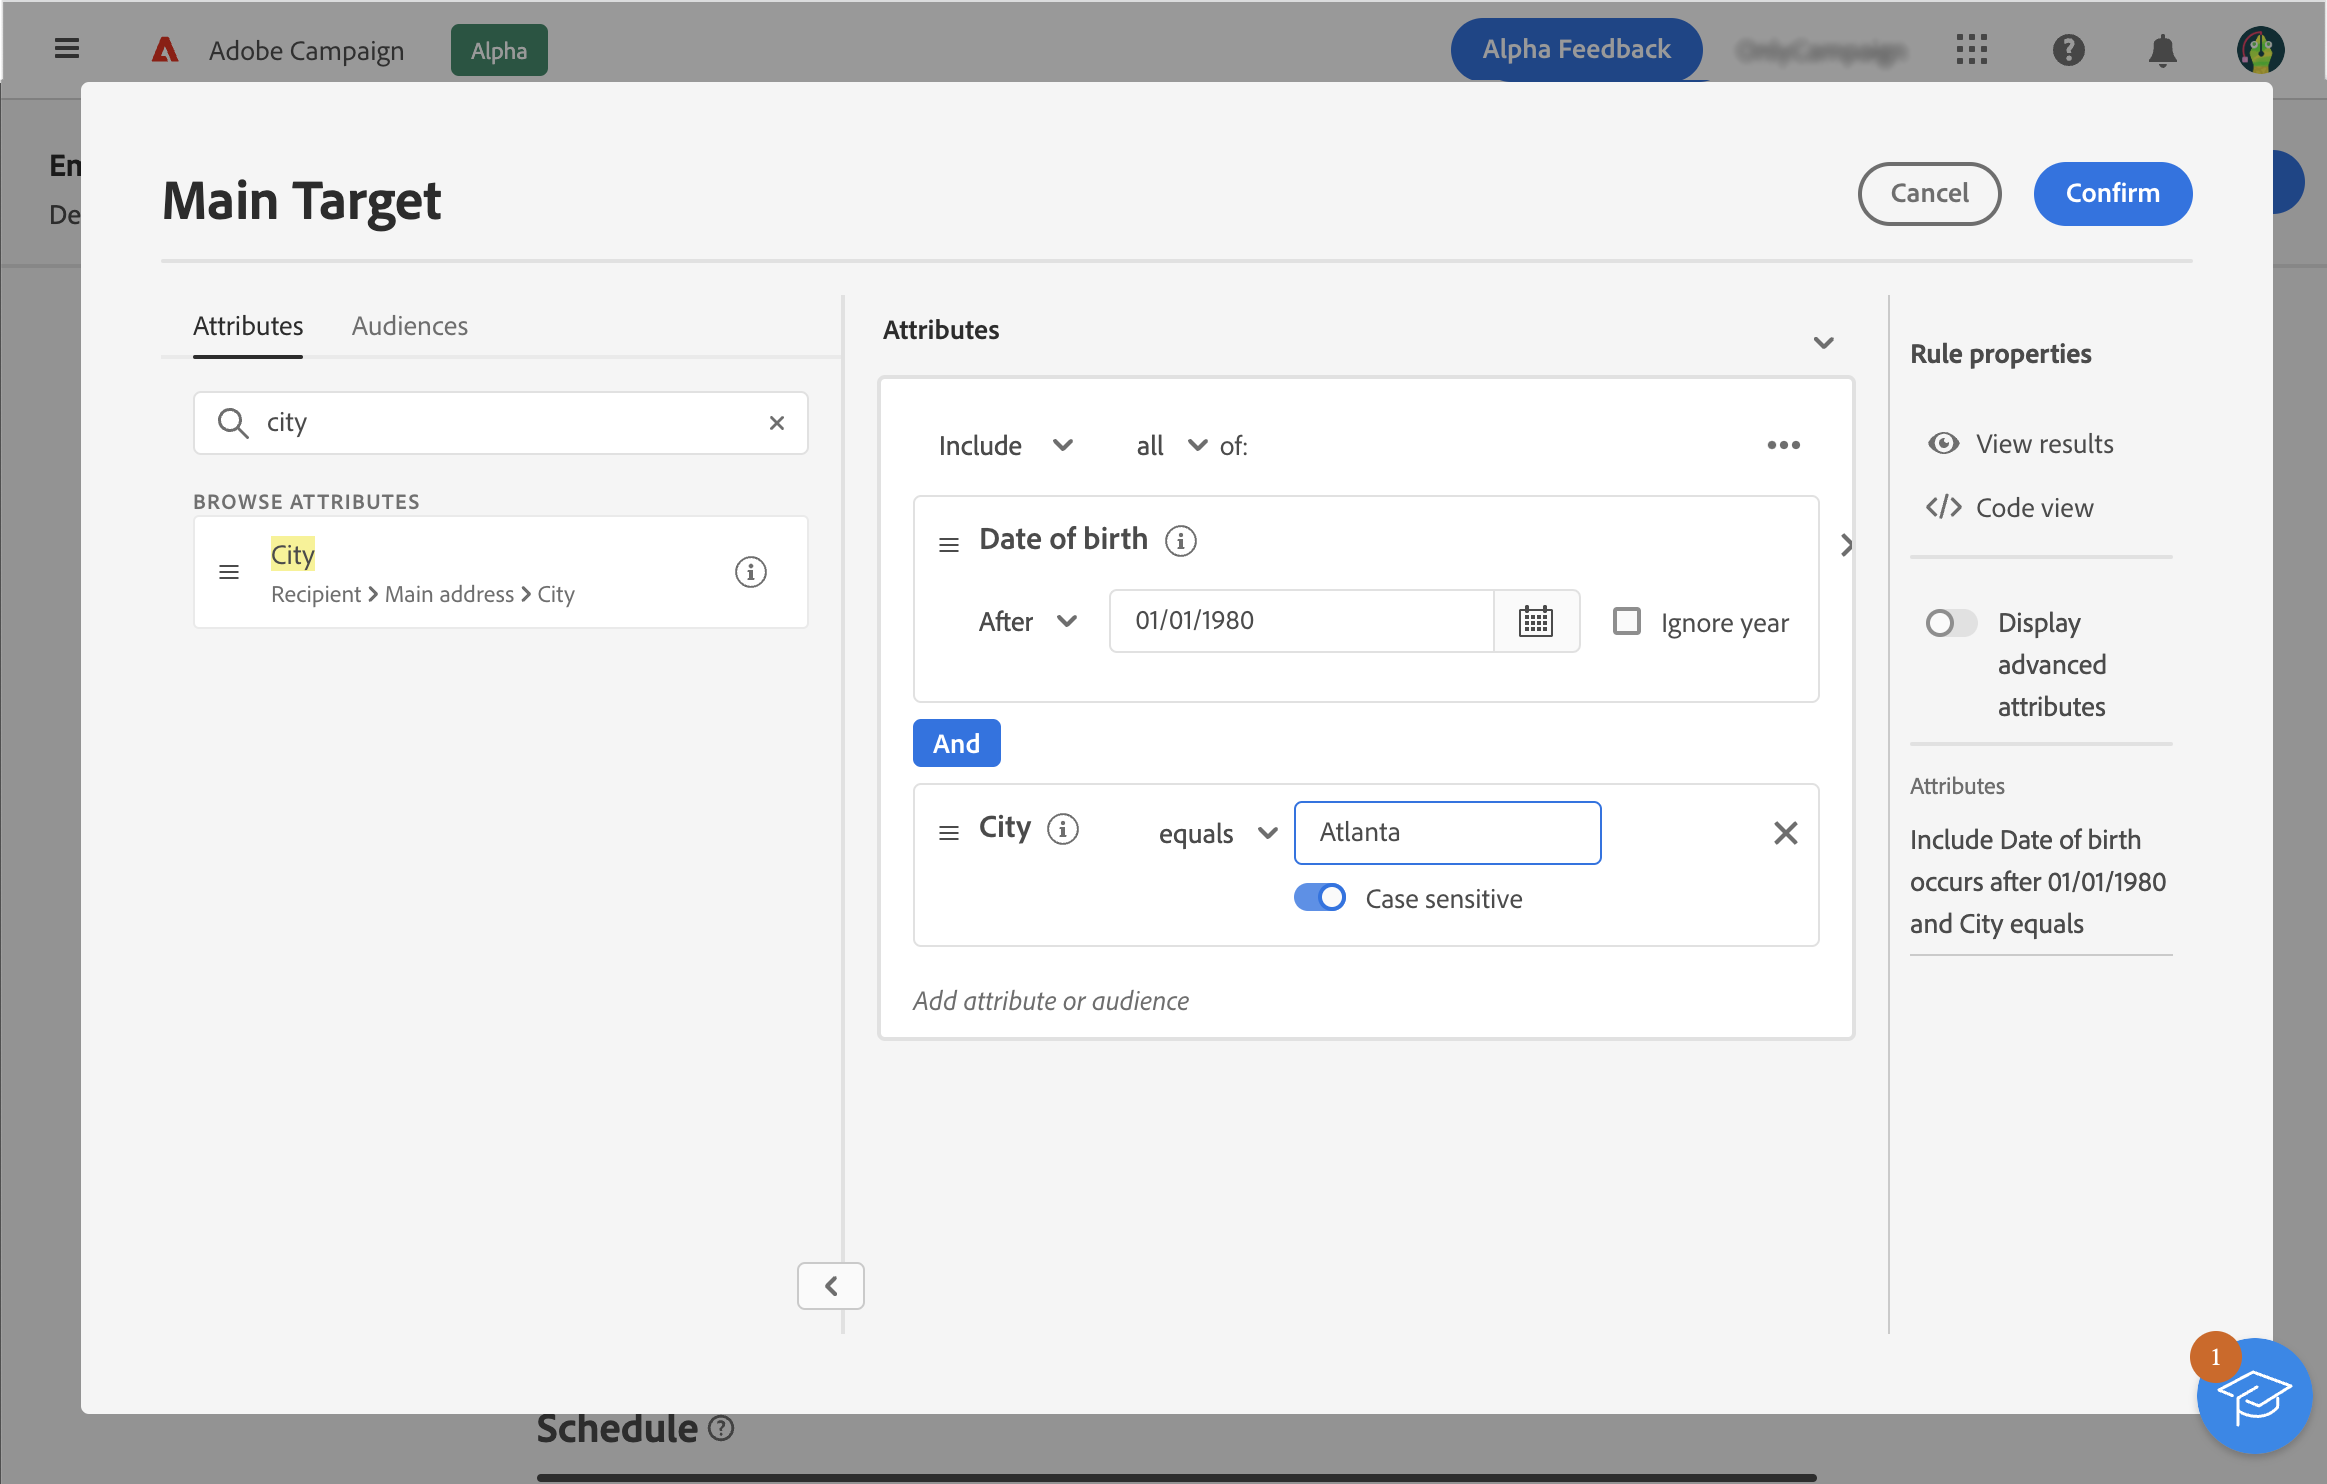 Adobe Campaign
Alpha
Alpha Feedback
En
De
Main Target
Cancel
Confirm
Attributes
Audiences
city
BROWSE ATTRIBUTES
City
Recipient > Main address > City
Attributes
Include
all
of:
Date of birth
After
01/01/1980
Ignore year
And
City
equals
Atlanta
Case sensitive
Add attribute or audience
Rule properties
View results
</> Code view
Display
advanced
attributes
Attributes
Include Date of birth
occurs after 01/01/1980
and City equals
1
Schedule